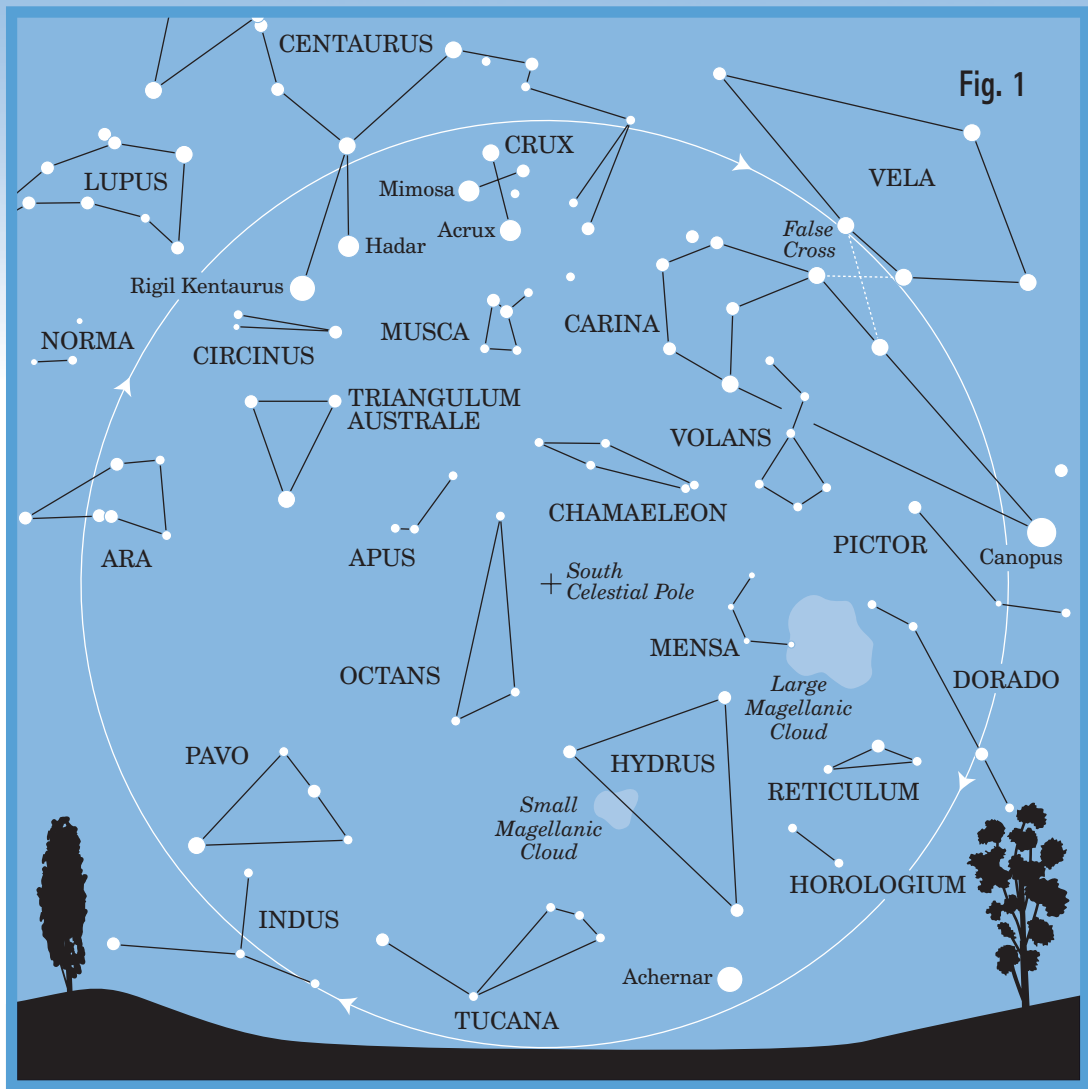 CENTAURUS
Fig. 1
CRUX
VELA
LUPUS
Mimosa
Acrux
Hadar
False
Cross
Rigil Kentaurus
NORMA
CIRCINUS
MUSCA
CARINA
TRIANGULUM
AUSTRALE
VOLANS
CHAMAELEON
ARA
APUS
PICTOR
Canopus
+ South
Celestial Pole
MENSA
OCTANS
DORADO
Large
Magellanic
Cloud
PAVO
HYDRUS
RETICULUM
Small
Magellanic
Cloud
HOROLOGIUM
INDUS
Achernar
TUCANA